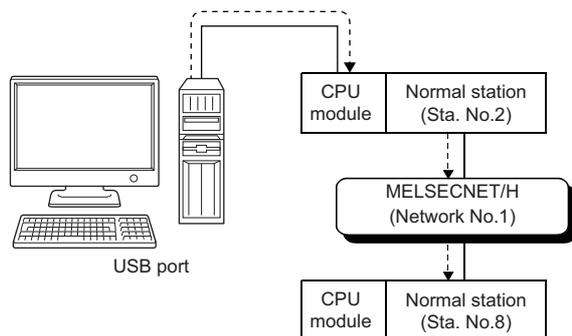 CPU
module
Normal station
(Sta. No.2)
MELSECNET/H
(Network No.1)
USB port
CPU
module
Normal station
(Sta. No.8)